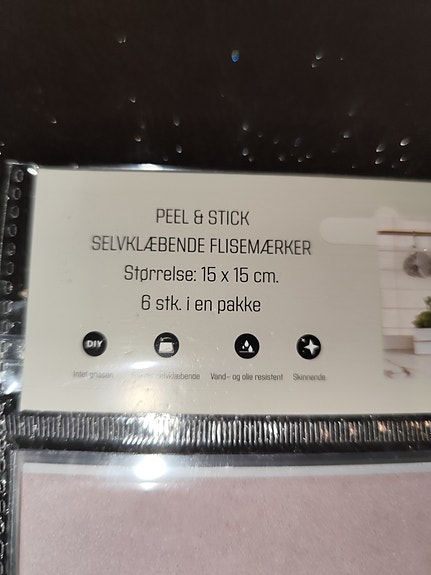 PEEL & STICK
SELVKLÆBENDE FLISEMÆRKER
Størrelse: 15 x 15 cm.
6 stk. i en pakke
DIY
Vand- og olie resistent
Skinnende